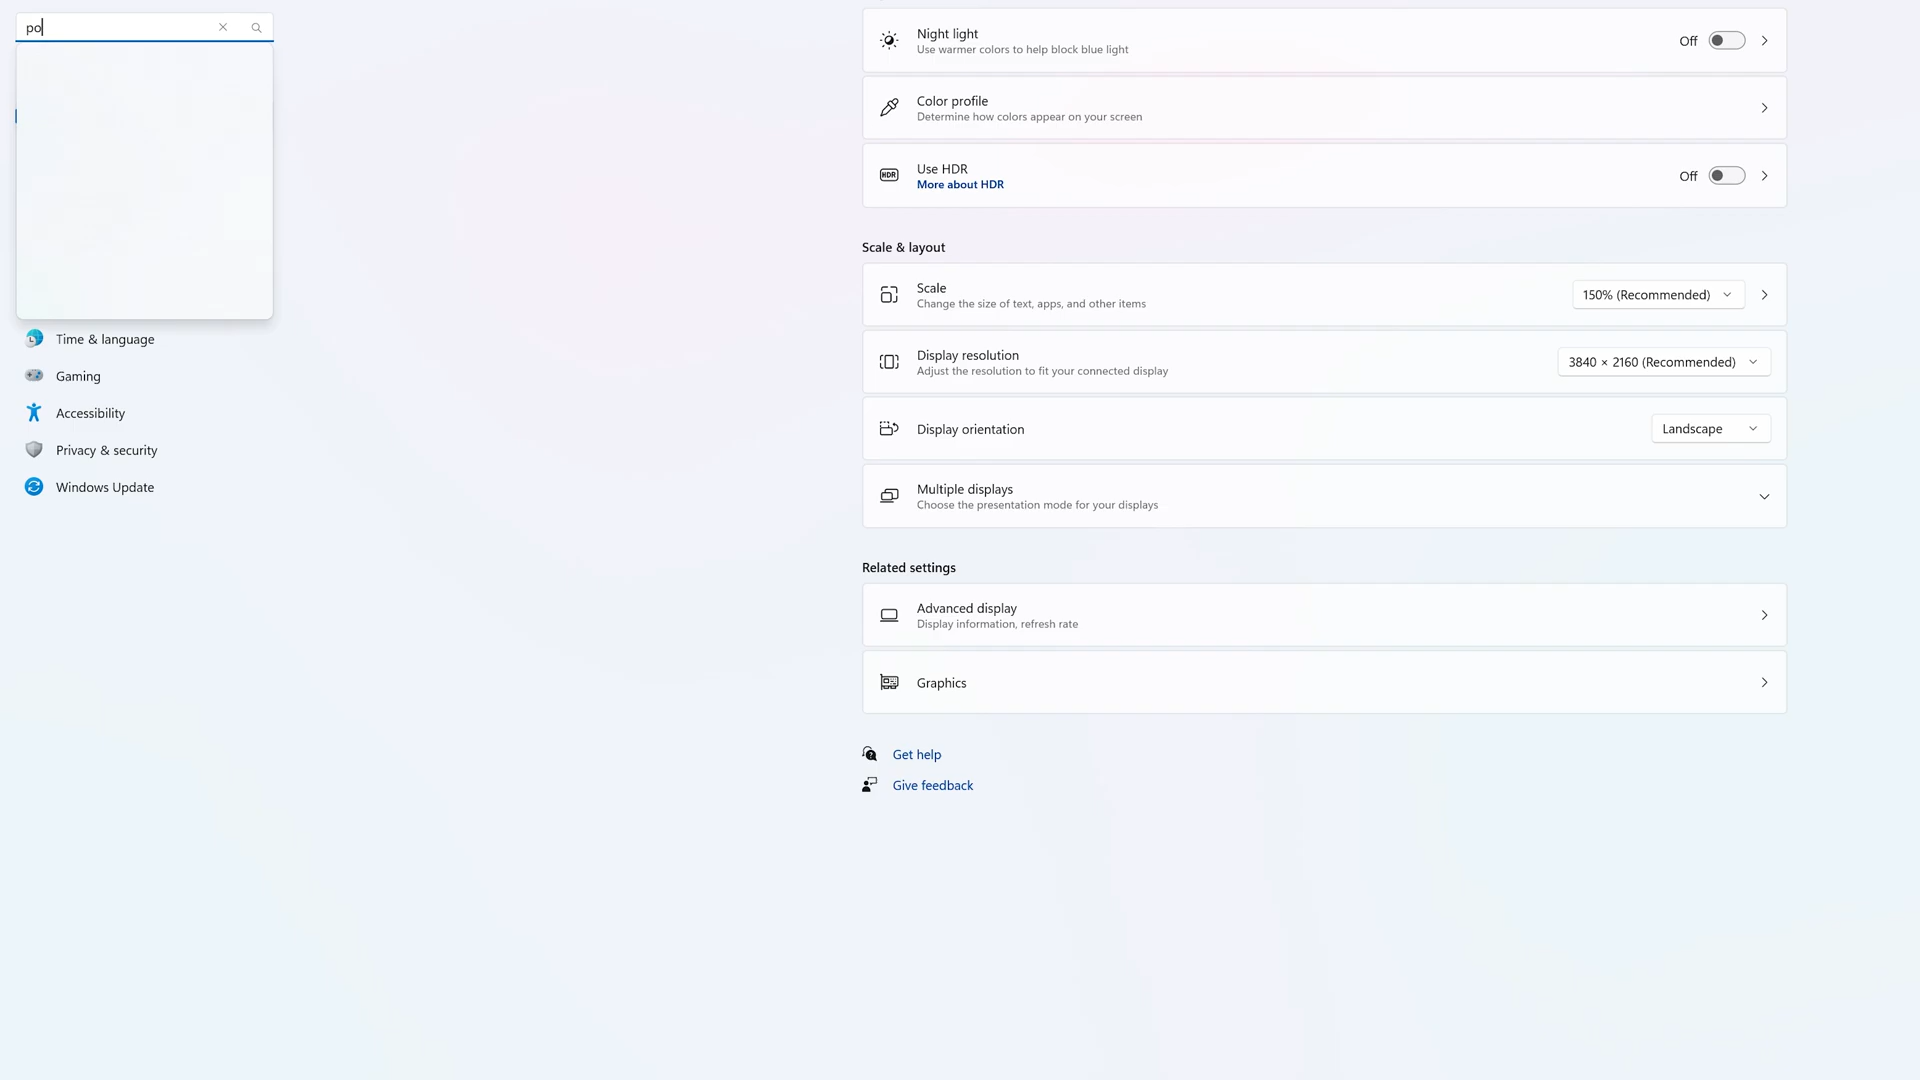 po
Time & language
Gaming
Accessibility
Privacy & security
Windows Update
Night light
Use warmer colors to help block blue light
Off
Color profile
Determine how colors appear on your screen
HDR
Use HDR
More about HDR
Off
Scale & layout
Scale
Change the size of text, apps, and other items
150% (Recommended)
Display resolution
Adjust the resolution to fit your connected display
3840 × 2160 (Recommended)
Display orientation
Landscape
Multiple displays
Choose the presentation mode for your displays
Related settings
Advanced display
Display information, refresh rate
Graphics
Get help
Give feedback